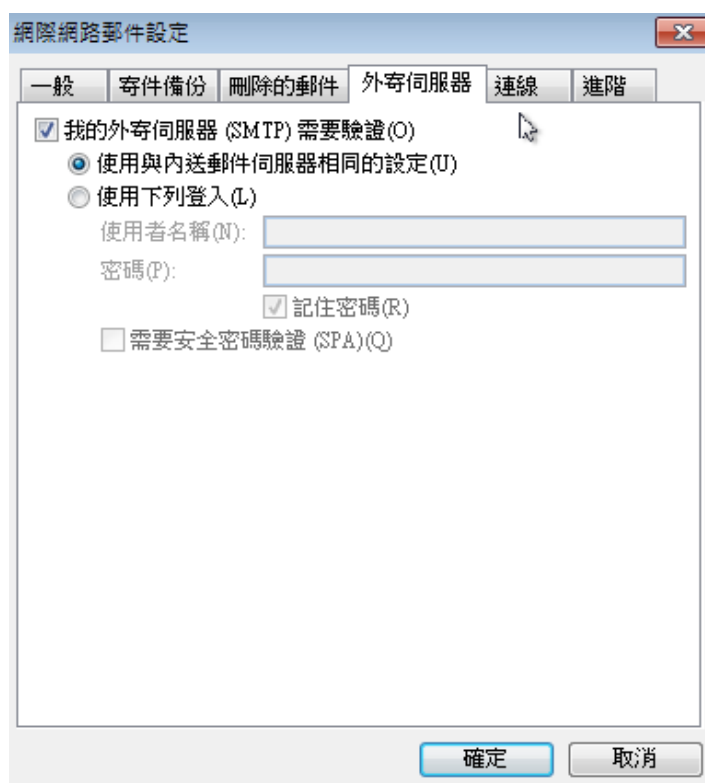 網際網路郵件設定
一般 寄件備份 刪除的郵件 外寄伺服器 連線 進階
我的外寄伺服器 (SMTP) 需要驗證(O)
使用與內送郵件伺服器相同的設定(U)
使用下列登入(L)
使用者名稱(N):
密碼(P):
記住密碼(R)
需要安全密碼驗證 (SPA)(Q)
確定 取消